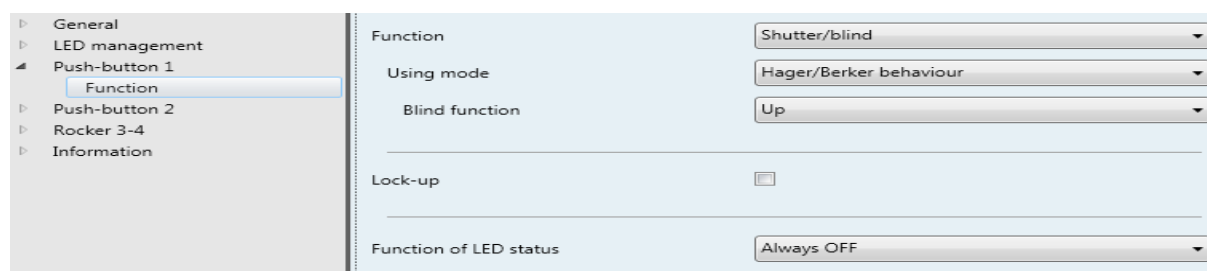 General
LED management
Push-button 1
Function
Push-button 2
Rocker 3-4
Information
Function
Shutter/blind
Using mode
Hager/Berker behaviour
Blind function
Up
Lock-up
Function of LED status
Always OFF